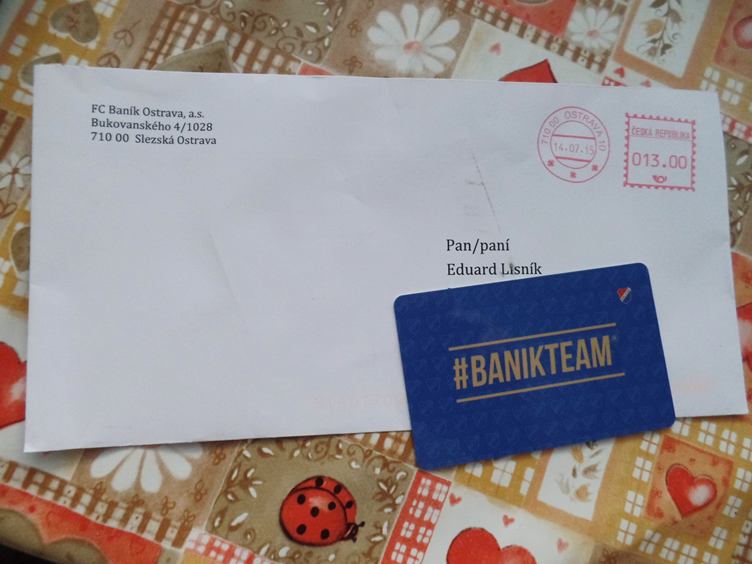 FC Baník Ostrava, a.s.
Bukovanského 4/1028
710 00 Slezská Ostrava
710 00 OSTRAVA 10
14.07.15
ČESKÁ REPUBLIKA
013.00
Pan/paní
Eduard Lisník
#BANIKTEAM